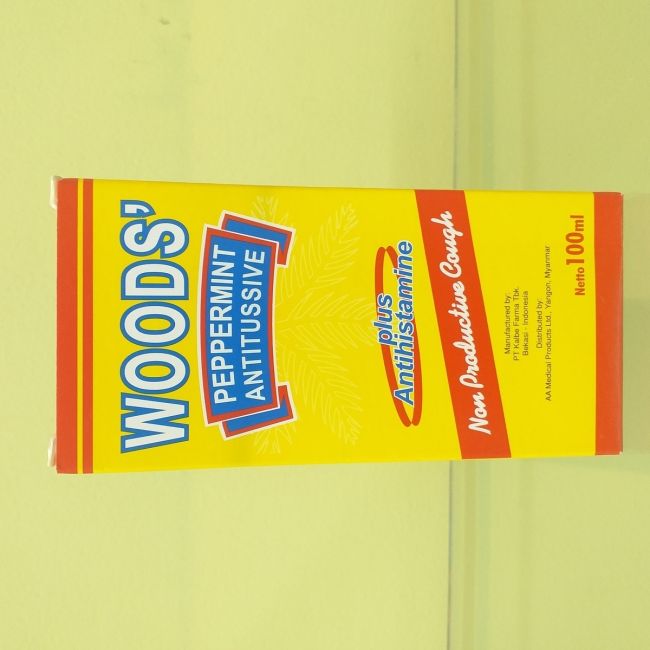 WOODS'
PEPPERMINT
ANTITUSSIVE
plus
Antihistamine
Non Productive Cough
Manufactured by:
PT Kalbe Farma Tbk.
Bekasi - Indonesia
Distributed by:
AA Medical Products Ltd., Yangon, Myanmar
Netto 100ml